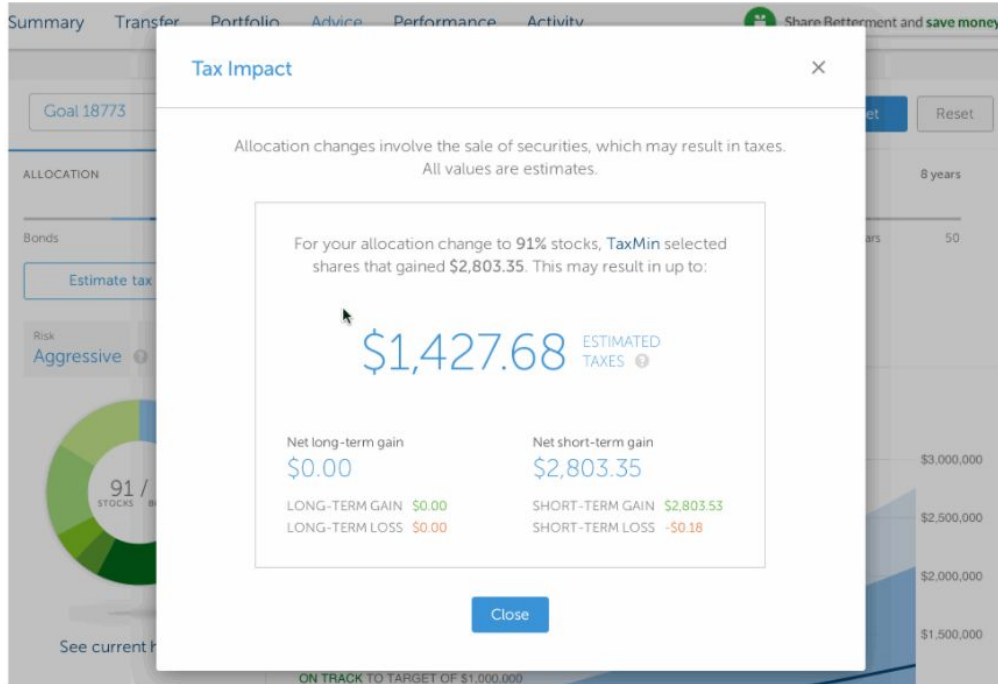 Summary Transfer Portfolio Advice Performance Activity Share Betterment and save money
Tax Impact
Goal 18773
Reset
Allocation changes involve the sale of securities, which may result in taxes.
All values are estimates.
ALLOCATION
8 years
Bonds
50
For your allocation change to 91% stocks, TaxMin selected
shares that gained $2,803.35. This may result in up to:
Estimate tax
Risk
Aggressive
$1,427.68 ESTIMATED
TAXES
Net long-term gain
$0.00
LONG-TERM GAIN $0.00
LONG-TERM LOSS $0.00
Net short-term gain
$2,803.35
SHORT-TERM GAIN $2,803.53
SHORT-TERM LOSS -$0.18
91 /
STOCKS
$3,000,000
$2,500,000
$2,000,000
$1,500,000
Close
See current
ON TRACK TO TARGET OF $1,000,000